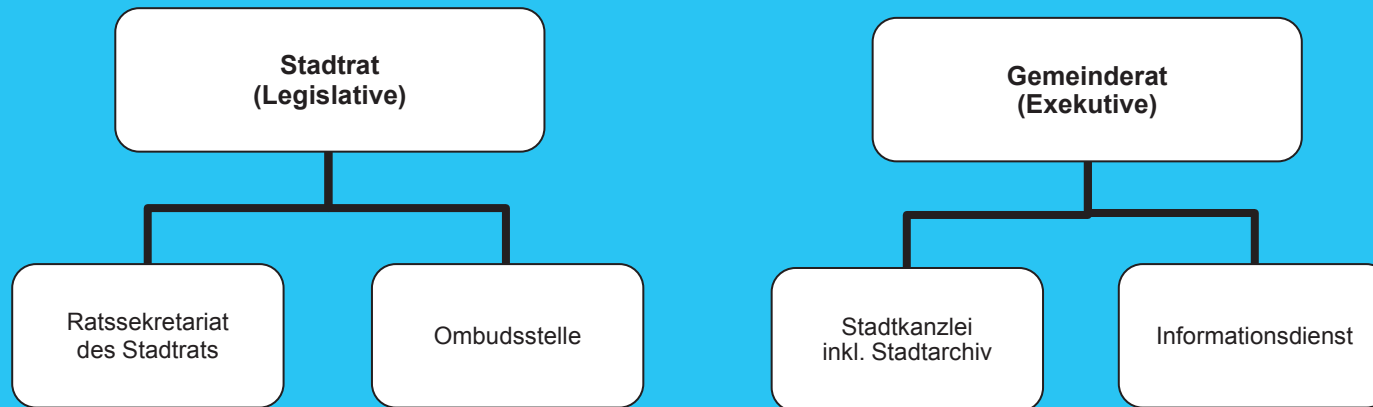 Stadtrat
(Legislative)
Gemeinderat
(Exekutive)
Ratssekretariat
des Stadtrats
Ombudsstelle
Stadtkanzlei
inkl. Stadtarchiv
Informationsdienst